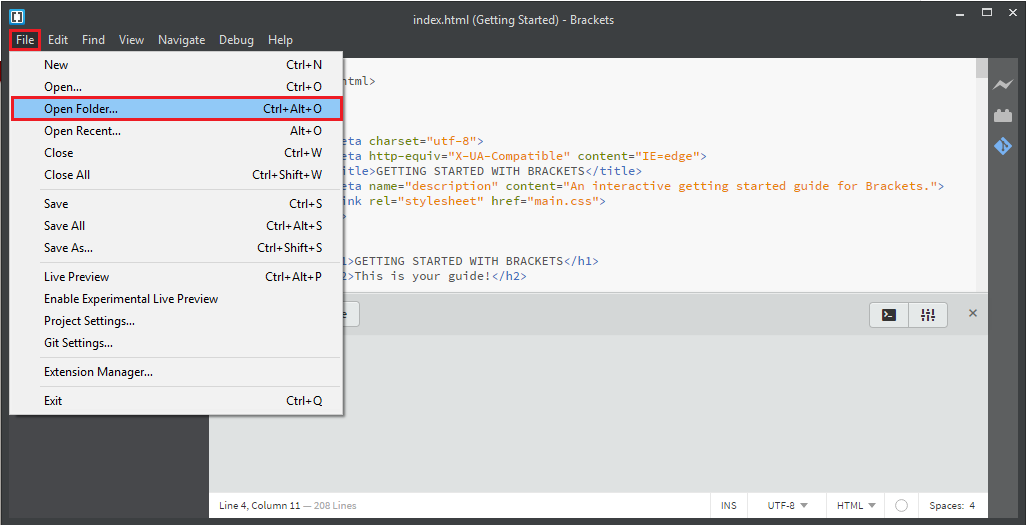 index.html (Getting Started) - Brackets
File Edit Find View Navigate Debug Help
New Ctrl+N
Open... Ctrl+O
Open Folder... Ctrl+Alt+O
Open Recent... Alt+O
Close Ctrl+W
Close All Ctrl+Shift+W
Save Ctrl+S
Save All Ctrl+Alt+S
Save As... Ctrl+Shift+S
Live Preview Ctrl+Alt+P
Enable Experimental Live Preview
Project Settings...
Git Settings...
Extension Manager...
Exit Ctrl+Q
html>
eta charset="utf-8">
eta http-equiv="X-UA-Compatible" content="IE=edge">
itle>GETTING STARTED WITH BRACKETS</title>
eta name="description" content="An interactive getting started guide for Brackets.">
ink rel="stylesheet" href="main.css">
>
1>GETTING STARTED WITH BRACKETS</h1>
2>This is your guide!</h2>
e
Line 4, Column 11 — 208 Lines
INS UTF-8 HTML Spaces: 4